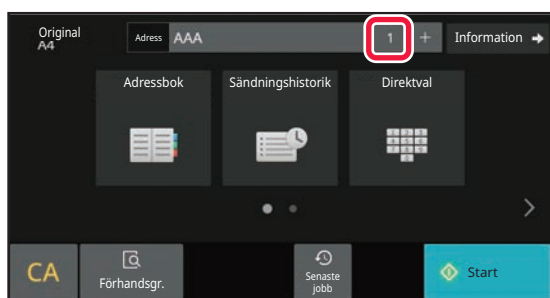 Original
A4
Adress AAA 1 +
Information
Adressbok
Sändningshistorik
Direktval
CA
Förhandsgr.
Senaste
jobb
Start